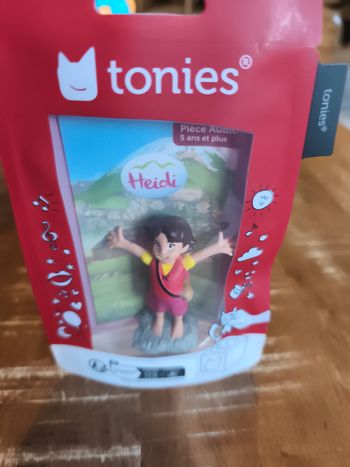 tonies®
tonies®
Pièce Audio
5 ans et plus
Heidi